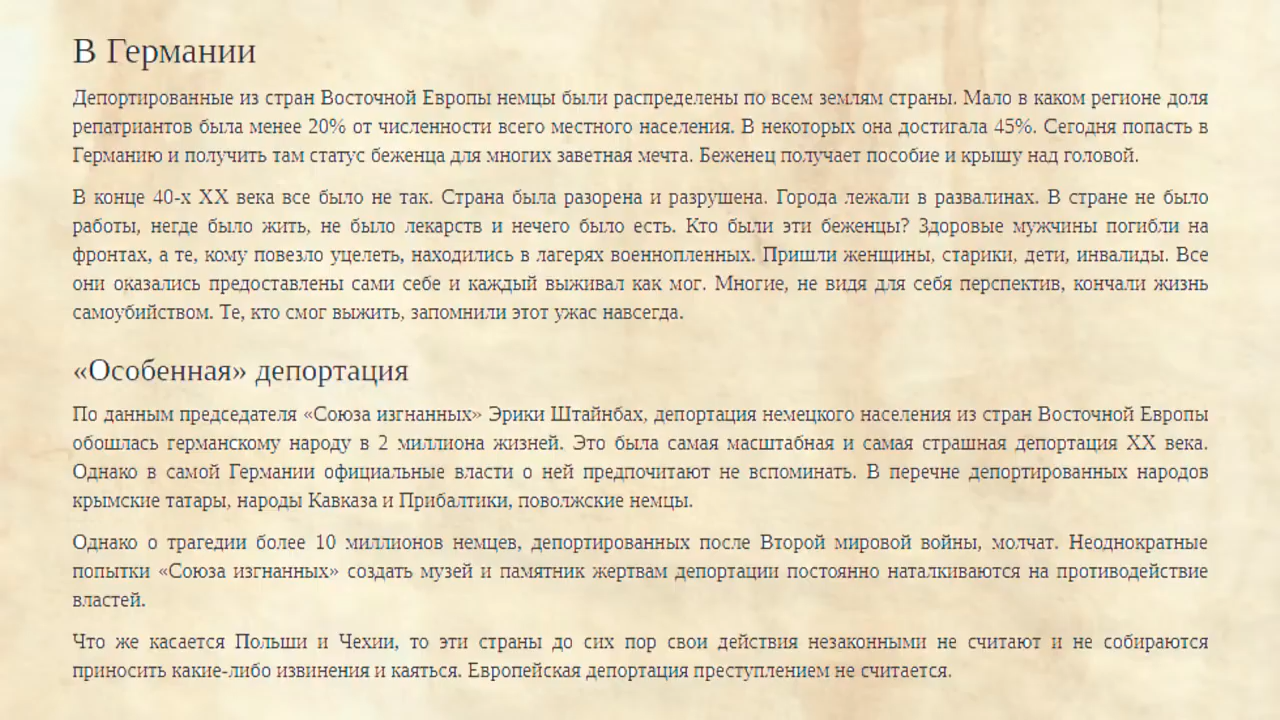 В Германии
Депортированные из стран Восточной Европы немцы были распределены по всем землям страны. Мало в каком регионе доля
репатриантов была менее 20% от численности всего местного населения. В некоторых она достигала 45%. Сегодня попасть в
Германию и получить там статус беженца для многих заветная мечта. Беженец получает пособие и крышу над головой.
В конце 40-х XX века все было не так. Страна была разорена и разрушена. Города лежали в развалинах. В стране не было
работы, негде было жить, не было лекарств и нечего было есть. Кто были эти беженцы? Здоровые мужчины погибли на
фронтах, а те, кому повезло уцелеть, находились в лагерях военнопленных. Пришли женщины, старики, дети, инвалиды. Все
они оказались предоставлены сами себе и каждый выживал как мог. Многие, не видя для себя перспектив, кончали жизнь
самоубийством. Те, кто смог выжить, запомнили этот ужас навсегда.
«Особенная» депортация
По данным председателя «Союза изгнанных» Эрики Штайнбах, депортация немецкого населения из стран Восточной Европы
обошлась германскому народу в 2 миллиона жизней. Это была самая масштабная и самая страшная депортация XX века.
Однако в самой Германии официальные власти о ней предпочитают не вспоминать. В перечне депортированных народов
крымские татары, народы Кавказа и Прибалтики, поволжские немцы.
Однако о трагедии более 10 миллионов немцев, депортированных после Второй мировой войны, молчат. Неоднократные
попытки «Союза изгнанных» создать музей и памятник жертвам депортации постоянно наталкиваются на противодействие
властей.
Что же касается Польши и Чехии, то эти страны до сих пор свои действия незаконными не считают и не собираются
приносить какие-либо извинения и каяться. Европейская депортация преступлением не считается.